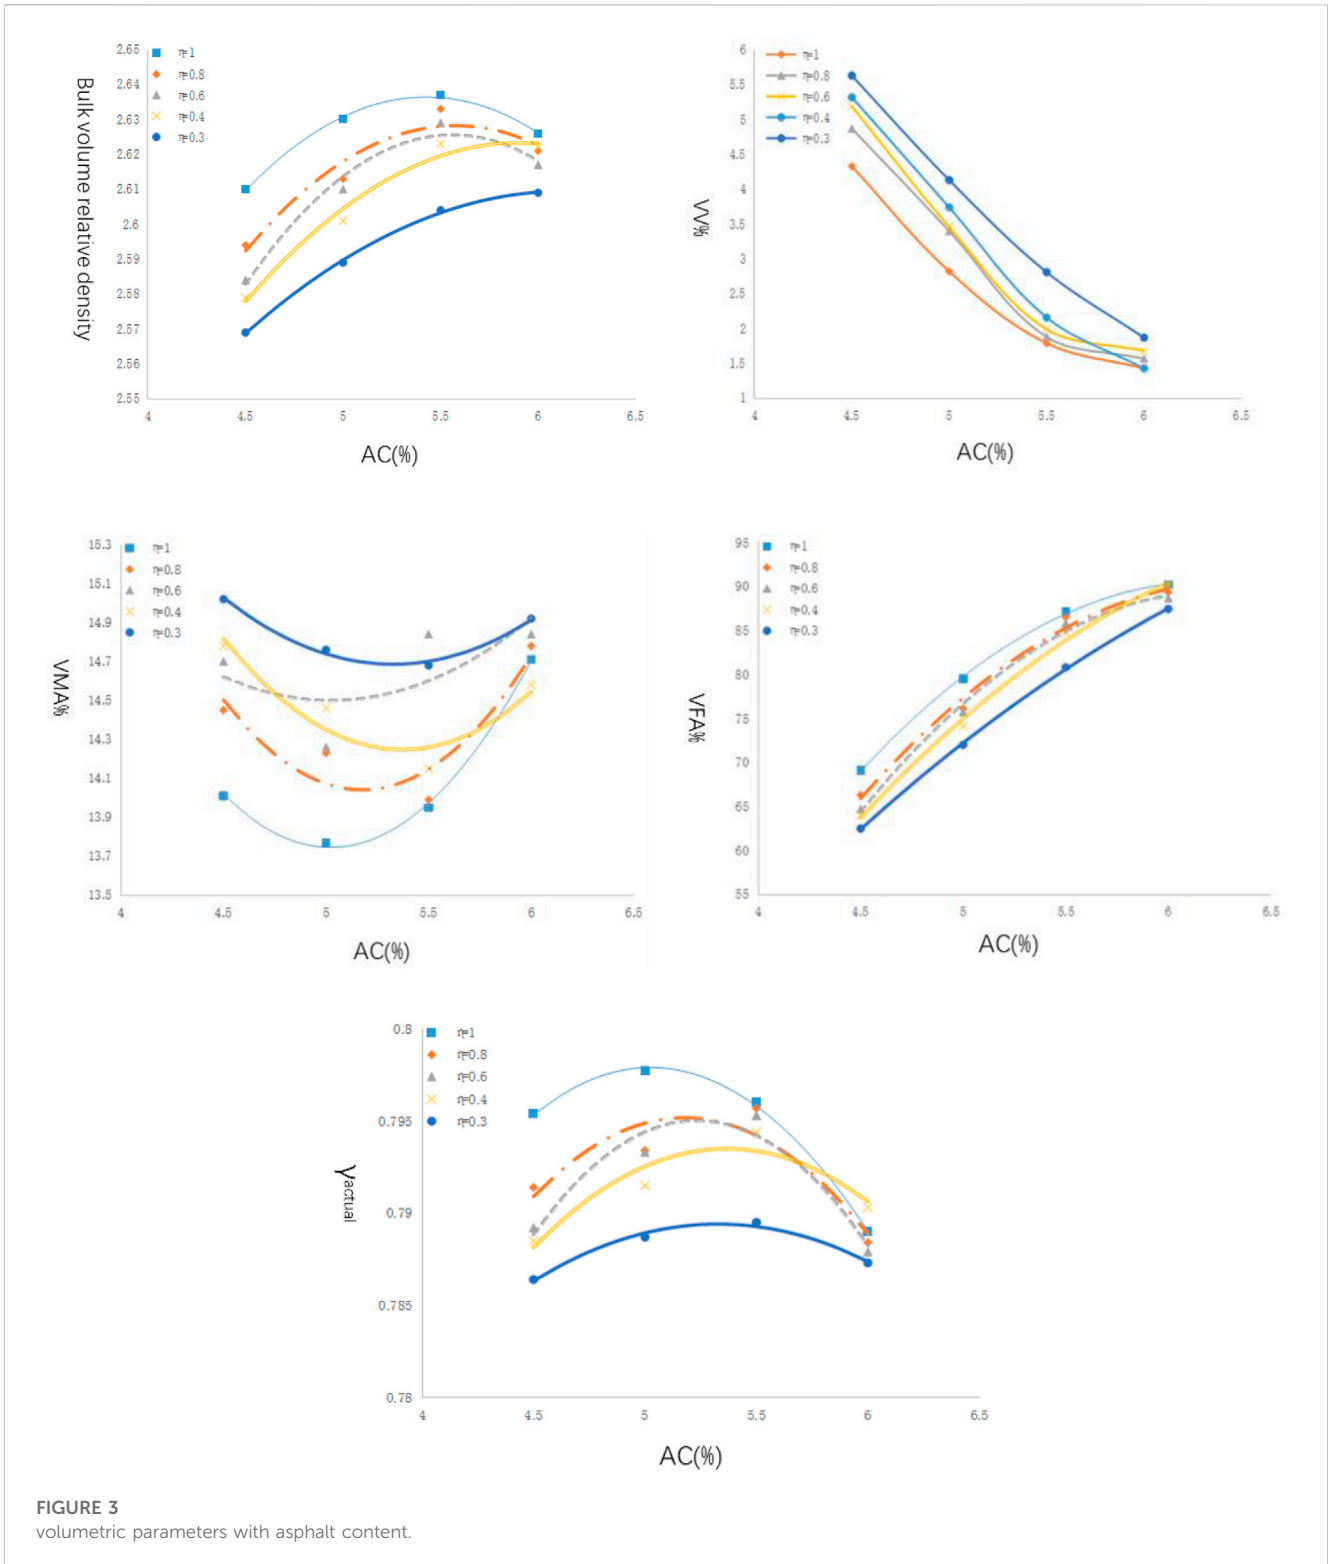 Bulk volume relative density
2.65
2.64
2.63
2.62
2.61
2.6
2.59
2.58
2.57
2.56
2.55
η=1
η=0.8
η=0.6
η=0.4
η=0.3
4 4.5 5 5.5 6 6.5
AC(%)
VV%
6
5.5
5
4.5
4
3.5
3
2.5
2
1.5
1
η=1
η=0.8
η=0.6
η=0.4
η=0.3
4 4.5 5 5.5 6 6.5
AC(%)
VMA%
15.3
15.1
14.9
14.7
14.5
14.3
14.1
13.9
13.7
13.5
η=1
η=0.8
η=0.6
η=0.4
η=0.3
4 4.5 5 5.5 6 6.5
AC(%)
VFA%
95
90
85
80
75
70
65
60
55
η=1
η=0.8
η=0.6
η=0.4
η=0.3
4 4.5 5 5.5 6 6.5
AC(%)
γactual
0.8
0.795
0.79
0.785
0.78
η=1
η=0.8
η=0.6
η=0.4
η=0.3
4 4.5 5 5.5 6 6.5
AC(%)
FIGURE 3
volumetric parameters with asphalt content.